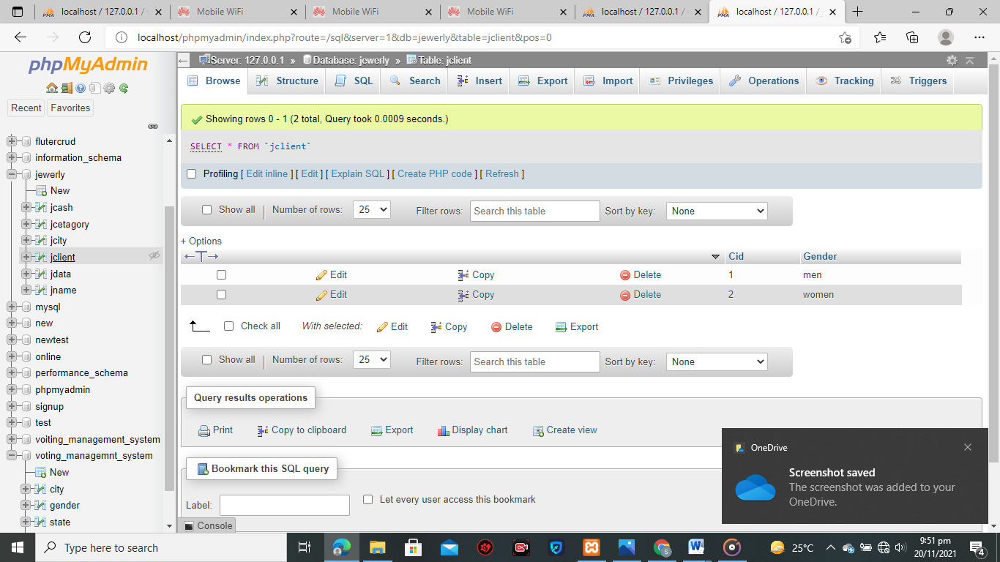 localhost / 127.0.0.1 / v
Mobile WiFi
Mobile WiFi
Mobile WiFi
localhost / 127.0.0.1 /
localhost / 127.0.0.1 / j
localhost/phpmyadmin/index.php?route=/sql&server=1&db=jewerly&table=jclient&pos=0
phpMyAdmin
Recent
Favorites
flutercrud
information_schema
jewerly
New
jcash
jcetagory
jcity
jclient
jdata
jname
mysql
new
newtest
online
performance_schema
phpmyadmin
signup
test
voiting_management_system
voting_managemnt_system
New
city
gender
state
Server: 127.0.0.1 » Database: jewerly » Table: jclient
Browse Structure SQL Search Insert Export Import Privileges Operations Tracking Triggers
Showing rows 0 - 1 (2 total, Query took 0.0009 seconds.)
SELECT * FROM `jclient`
Profiling [ Edit inline ] [ Edit ] [ Explain SQL ] [ Create PHP code ] [ Refresh ]
Show all | Number of rows: 25 Filter rows: Search this table Sort by key: None
+ Options
←T→ Cid Gender
Edit Copy Delete 1 men
Edit Copy Delete 2 women
Check all With selected: Edit Copy Delete Export
Show all | Number of rows: 25 Filter rows: Search this table Sort by key: None
Query results operations
Print Copy to clipboard Export Display chart Create view
Bookmark this SQL query
Label: Let every user access this bookmark
Console
OneDrive
Screenshot saved
The screenshot was added to your
OneDrive.
Type here to search
25°C
9:51 pm
20/11/2021
4